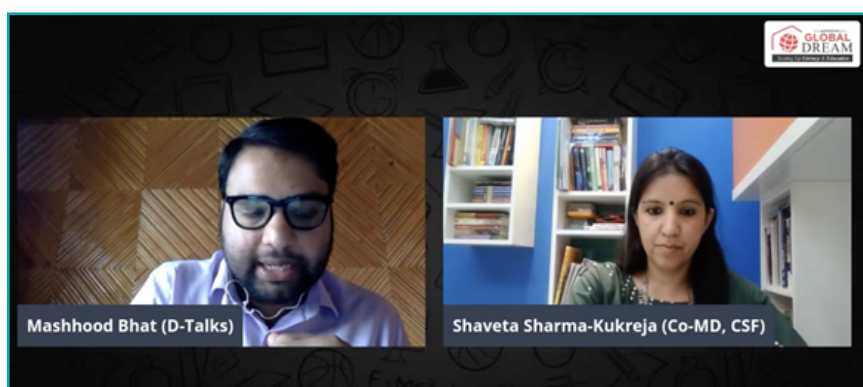 GLOBAL
DREAM
Scaling Up Literacy & Education
Mashhood Bhat (D-Talks)
Shaveta Sharma-Kukreja (Co-MD, CSF)